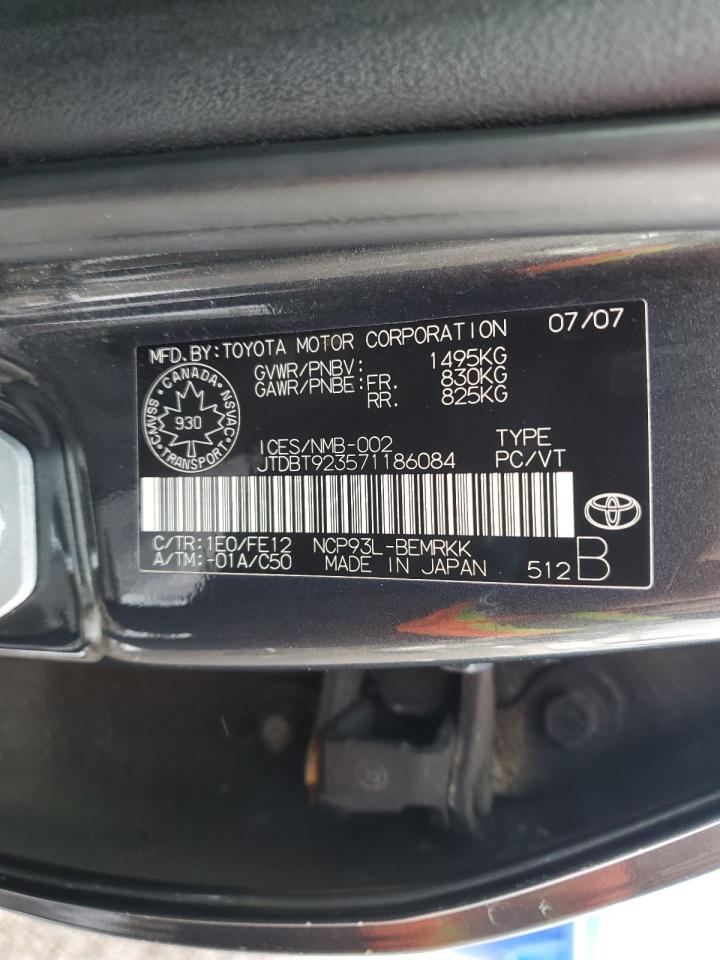 MFD.BY:TOYOTA MOTOR CORPORATION 07/07
GVWR/PNBV: 1495KG
GAWR/PNBE:FR. 830KG
RR. 825KG
CANADA
CMVSS 930 NSVAC
TRANSPORT
ICES/NMB-002 TYPE
JTDBT923571186084 PC/VT
C/TR:1E0/FE12 NCP93L-BEMRKK
A/TM:-01A/C50 MADE IN JAPAN 512 B